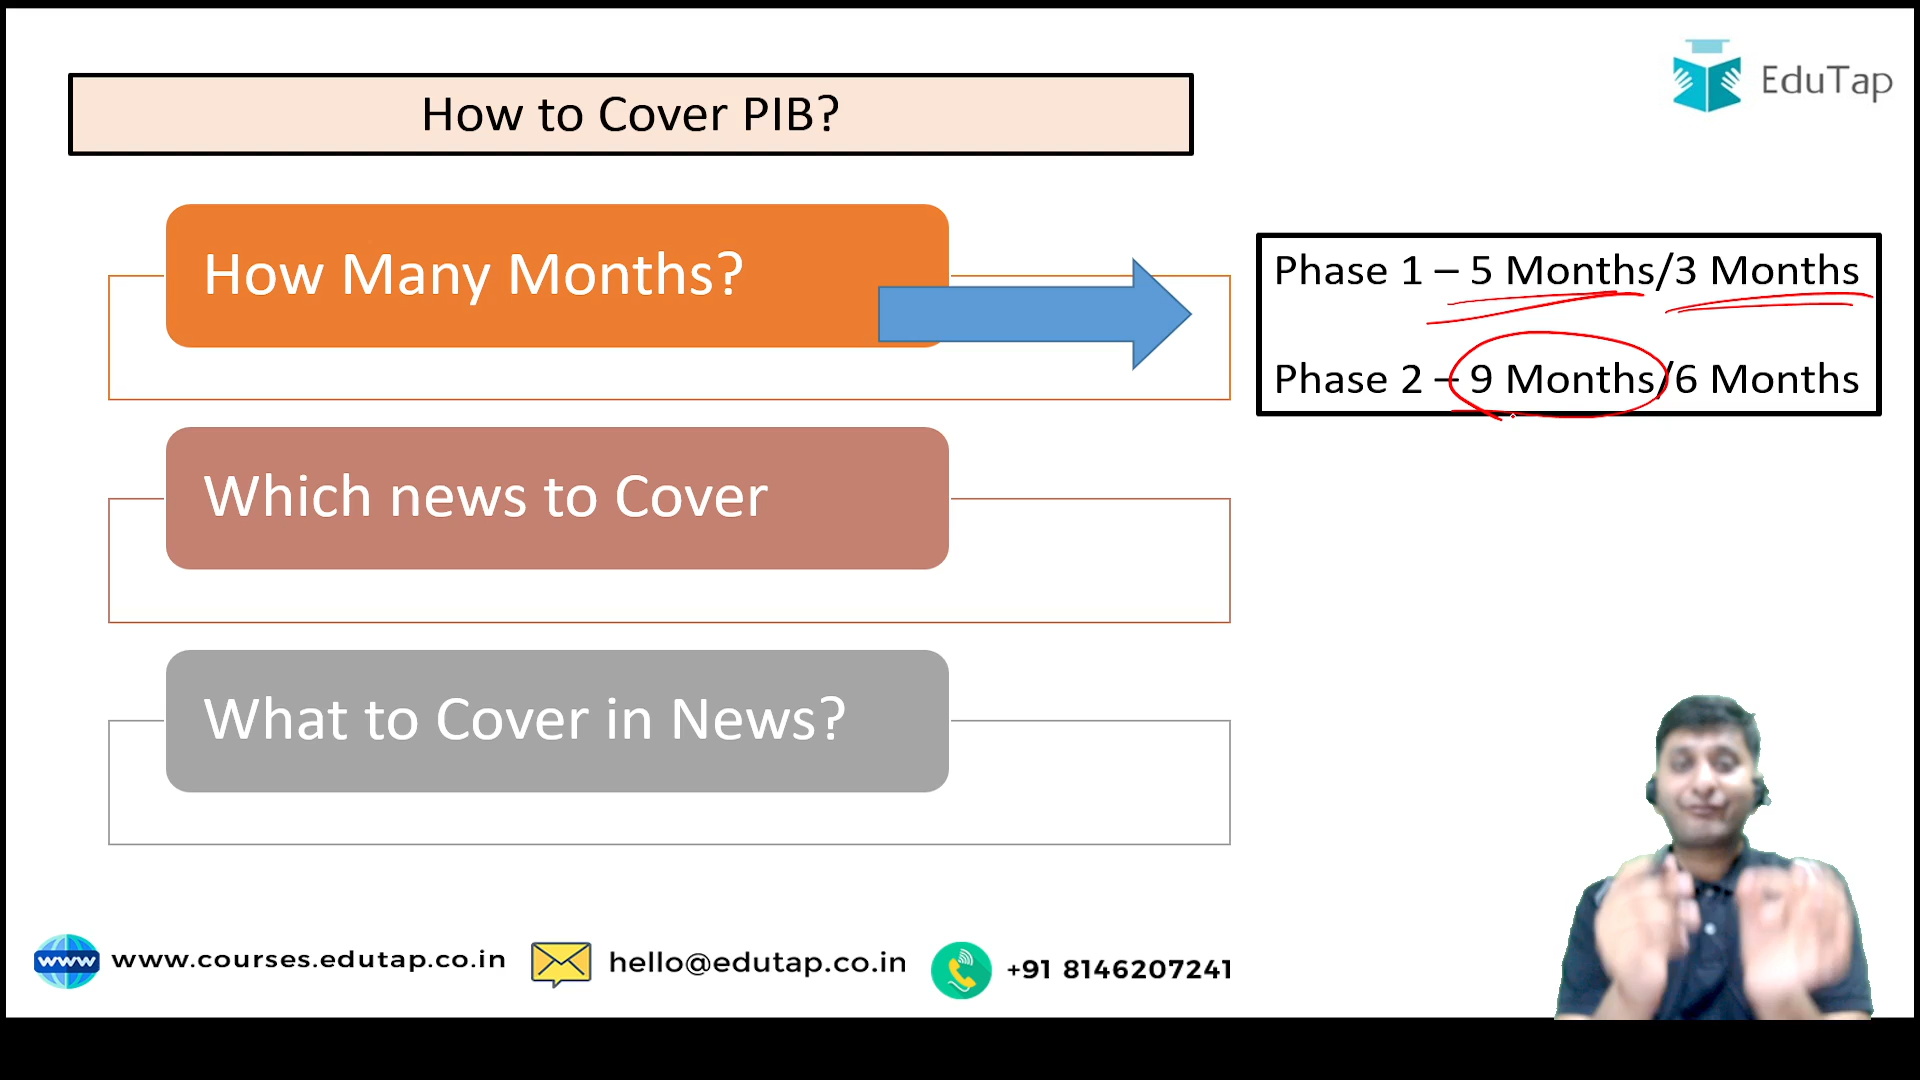 EduTap
How to Cover PIB?
How Many Months?
Phase 1 – 5 Months/3 Months
Phase 2 – 9 Months/6 Months
Which news to Cover
What to Cover in News?
www www.courses.edutap.co.in hello@edutap.co.in +91 8146207241